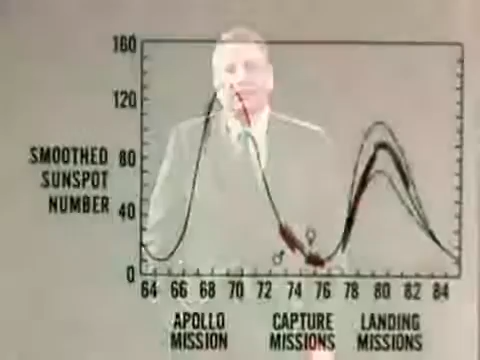 160
120
SMOOTHED
SUNSPOT
NUMBER
80
40
0
♂
♀
64 66 68 70 72 74 76 78 80 82 84
APOLLO
MISSION
CAPTURE
MISSIONS
LANDING
MISSIONS